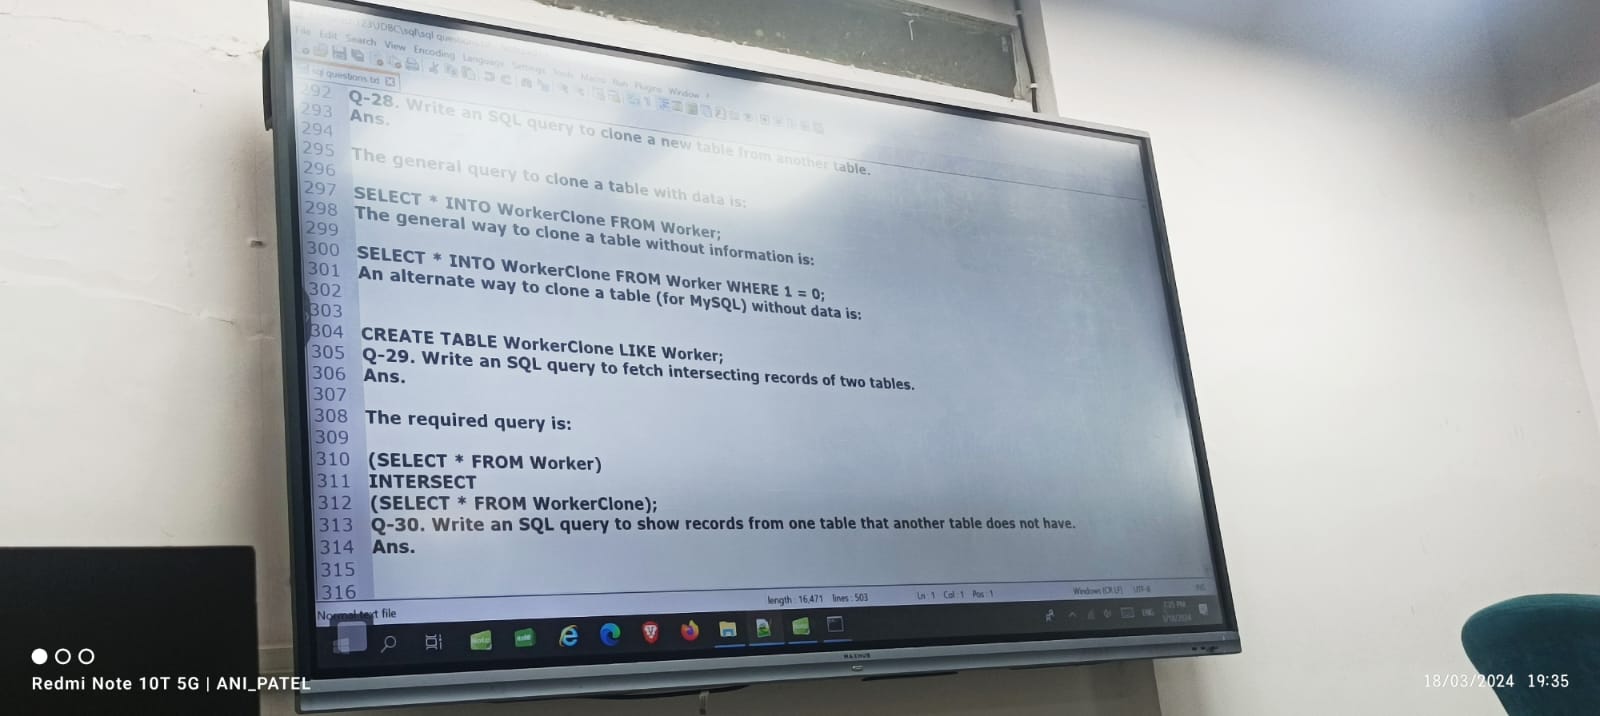 123\DBC\sql\sql questions
File Edit Search View Encoding Language Settings Tools Macro Run Plugins Window ?
sql questions.txt
292 Q-28. Write an SQL query to clone a new table from another table.
293 Ans.
294
295 The general query to clone a table with data is:
296
297 SELECT * INTO WorkerClone FROM Worker;
298 The general way to clone a table without information is:
299
300 SELECT * INTO WorkerClone FROM Worker WHERE 1 = 0;
301 An alternate way to clone a table (for MySQL) without data is:
302
303
304 CREATE TABLE WorkerClone LIKE Worker;
305 Q-29. Write an SQL query to fetch intersecting records of two tables.
306 Ans.
307
308 The required query is:
309
310 (SELECT * FROM Worker)
311 INTERSECT
312 (SELECT * FROM WorkerClone);
313 Q-30. Write an SQL query to show records from one table that another table does not have.
314 Ans.
315
316
Normal text file length : 16,471 lines : 503 Ln : 1 Col : 1 Pos : 1 Windows (CR LF) UTF-8 INS
ENG 7:35 PM
3/18/2024
MAXHUB
Redmi Note 10T 5G | ANI_PATEL
18/03/2024 19:35